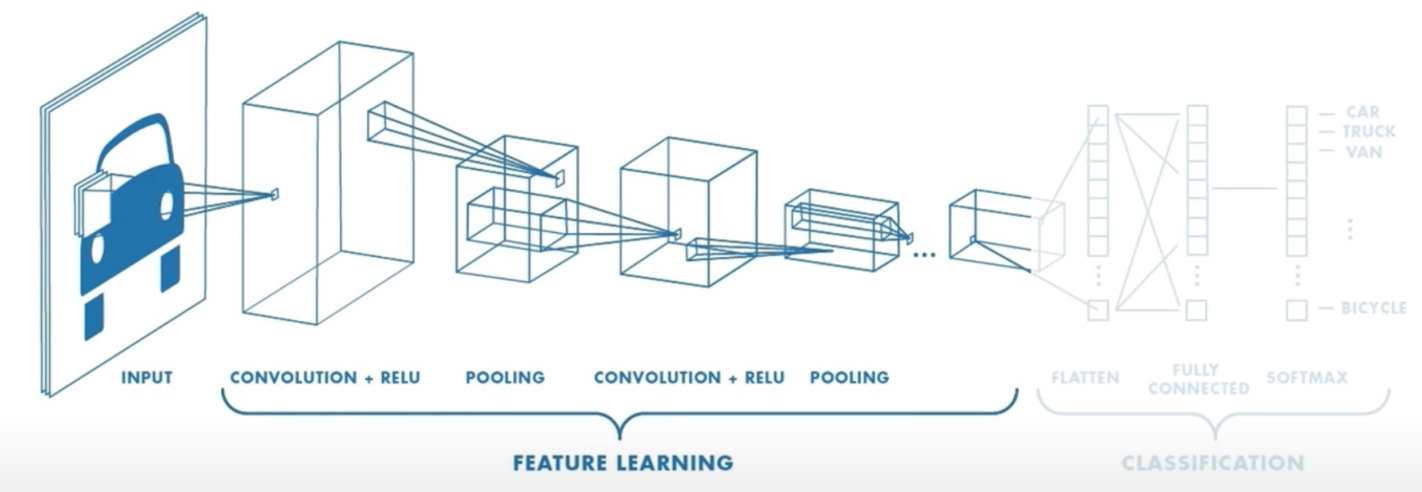 CAR
TRUCK
VAN
BICYCLE
INPUT
CONVOLUTION + RELU
POOLING
CONVOLUTION + RELU
POOLING
FLATTEN
FULLY
CONNECTED
SOFTMAX
FEATURE LEARNING
CLASSIFICATION